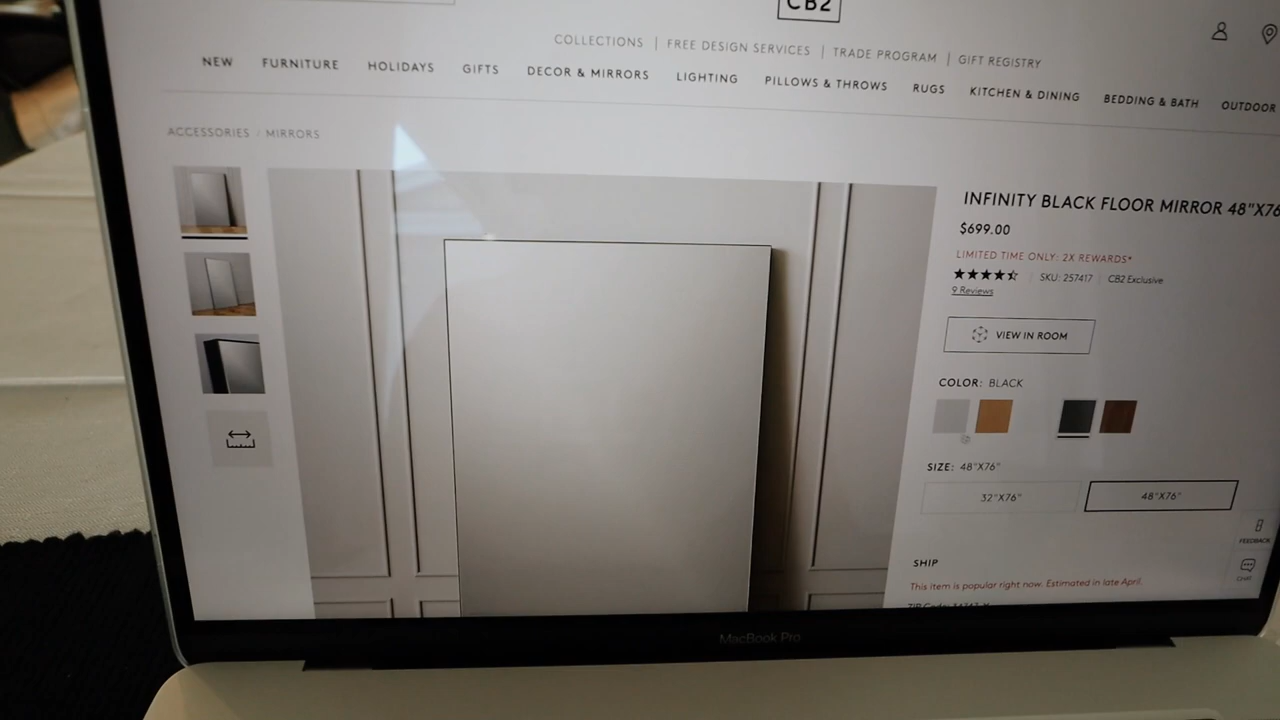 CB2
COLLECTIONS | FREE DESIGN SERVICES | TRADE PROGRAM | GIFT REGISTRY
NEW FURNITURE HOLIDAYS GIFTS DECOR & MIRRORS LIGHTING PILLOWS & THROWS RUGS KITCHEN & DINING BEDDING & BATH OUTDOOR
ACCESSORIES / MIRRORS
INFINITY BLACK FLOOR MIRROR 48"X76
$699.00
LIMITED TIME ONLY: 2X REWARDS*
SKU: 257417 | CB2 Exclusive
9 Reviews
VIEW IN ROOM
COLOR: BLACK
SIZE: 48"X76"
32"X76"
48"X76"
FEEDBACK
SHIP
CHAT
This item is popular right now. Estimated in late April.
ZIP Code:
MacBook Pro